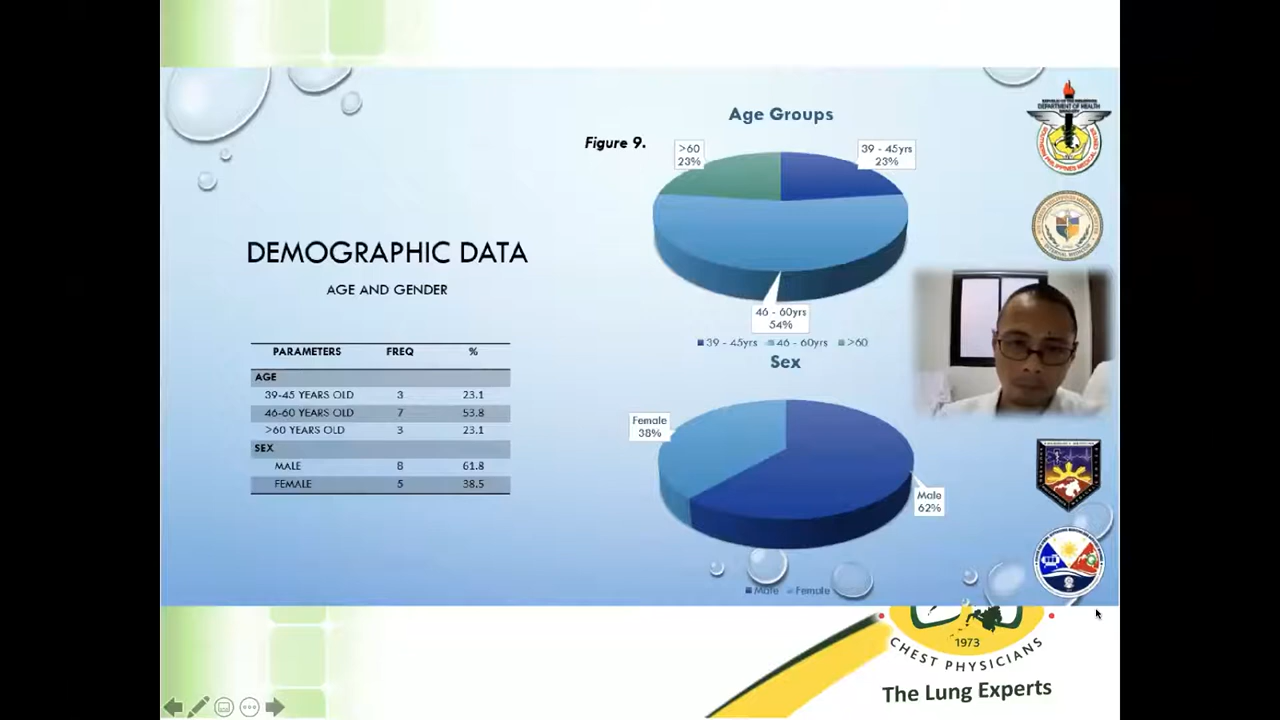 Age Groups
Figure 9.
>60
23%
39 - 45yrs
23%
46 - 60yrs
54%
39 - 45yrs 46 - 60yrs >60
DEMOGRAPHIC DATA
AGE AND GENDER
PARAMETERS FREQ %
AGE
39-45 YEARS OLD 3 23.1
46-60 YEARS OLD 7 53.8
>60 YEARS OLD 3 23.1
SEX
MALE 8 61.8
FEMALE 5 38.5
Sex
Female
38%
Male
62%
Male Female
DEPARTMENT OF HEALTH
1973
CHEST PHYSICIANS
The Lung Experts